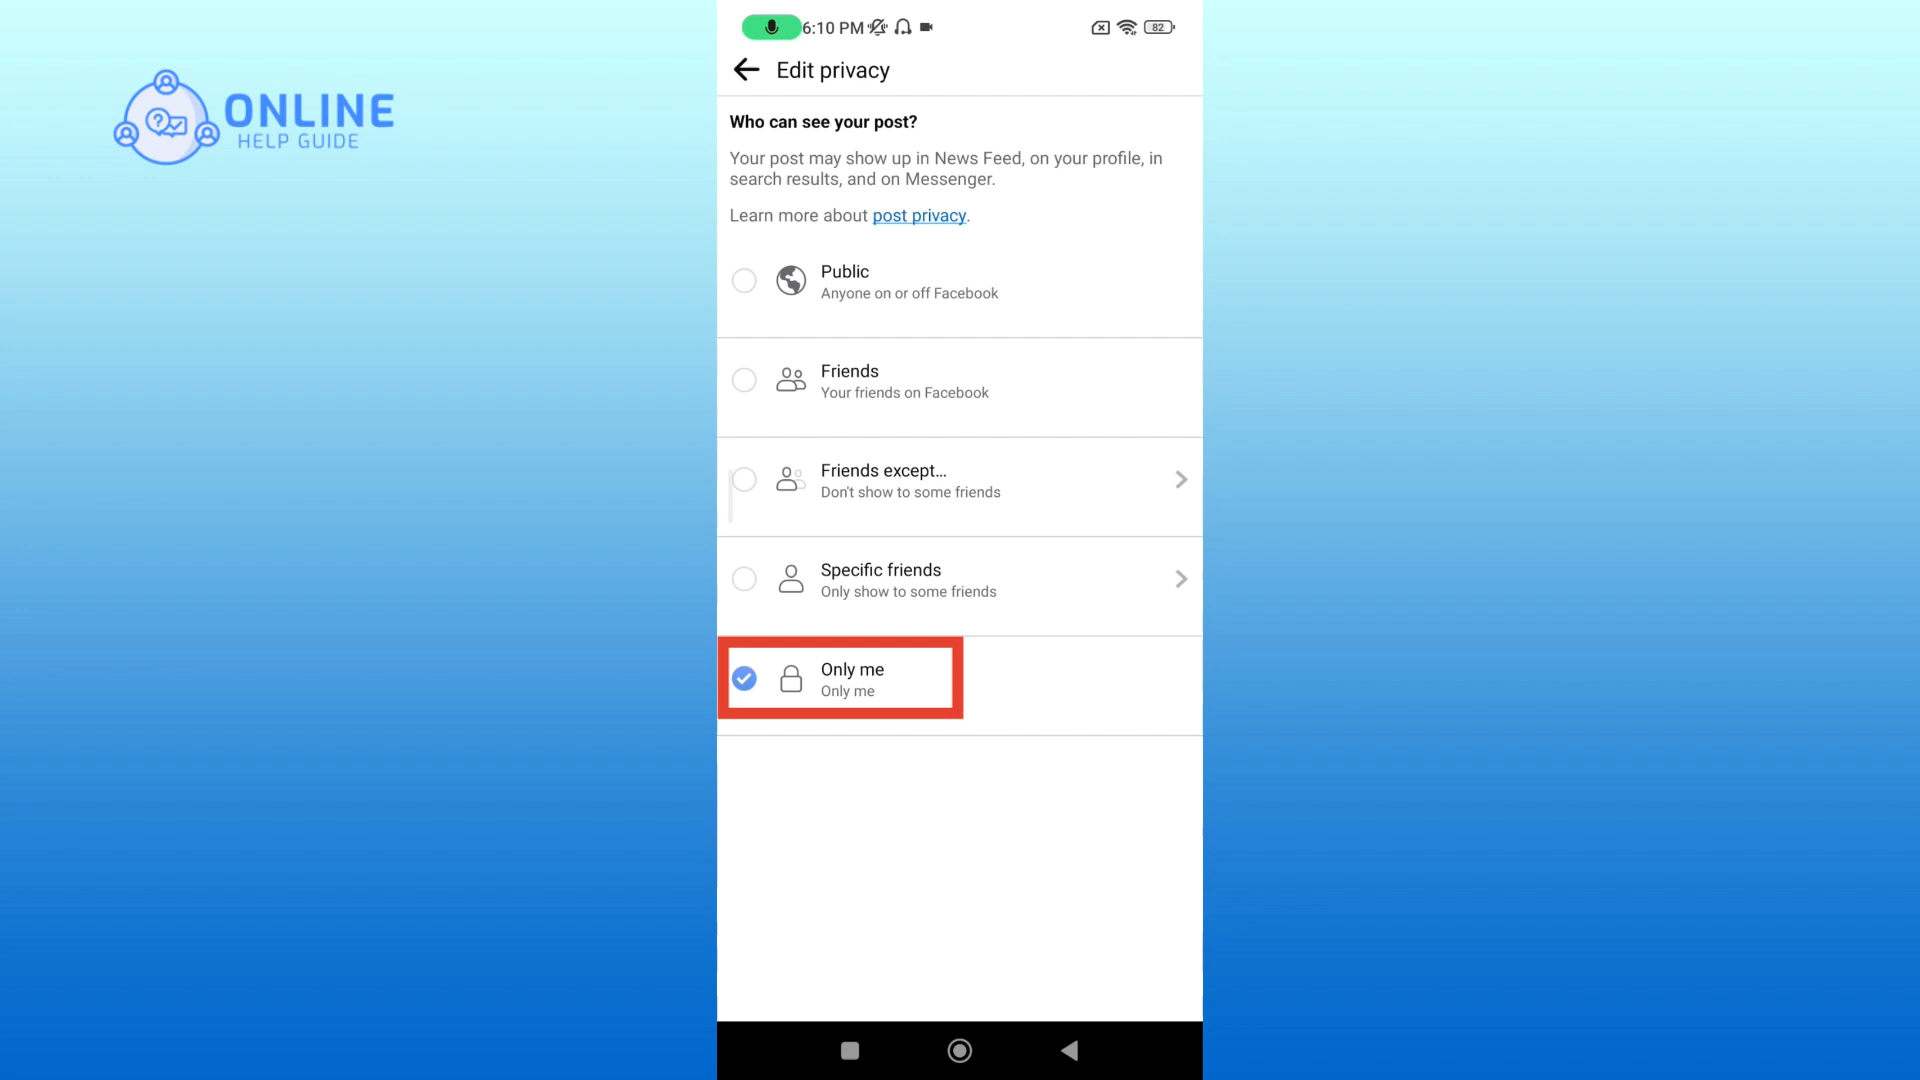 ONLINE
HELP GUIDE
6:10 PM
82
Edit privacy
Who can see your post?
Your post may show up in News Feed, on your profile, in
search results, and on Messenger.
Learn more about post privacy.
Public
Anyone on or off Facebook
Friends
Your friends on Facebook
Friends except...
Don't show to some friends
Specific friends
Only show to some friends
Only me
Only me